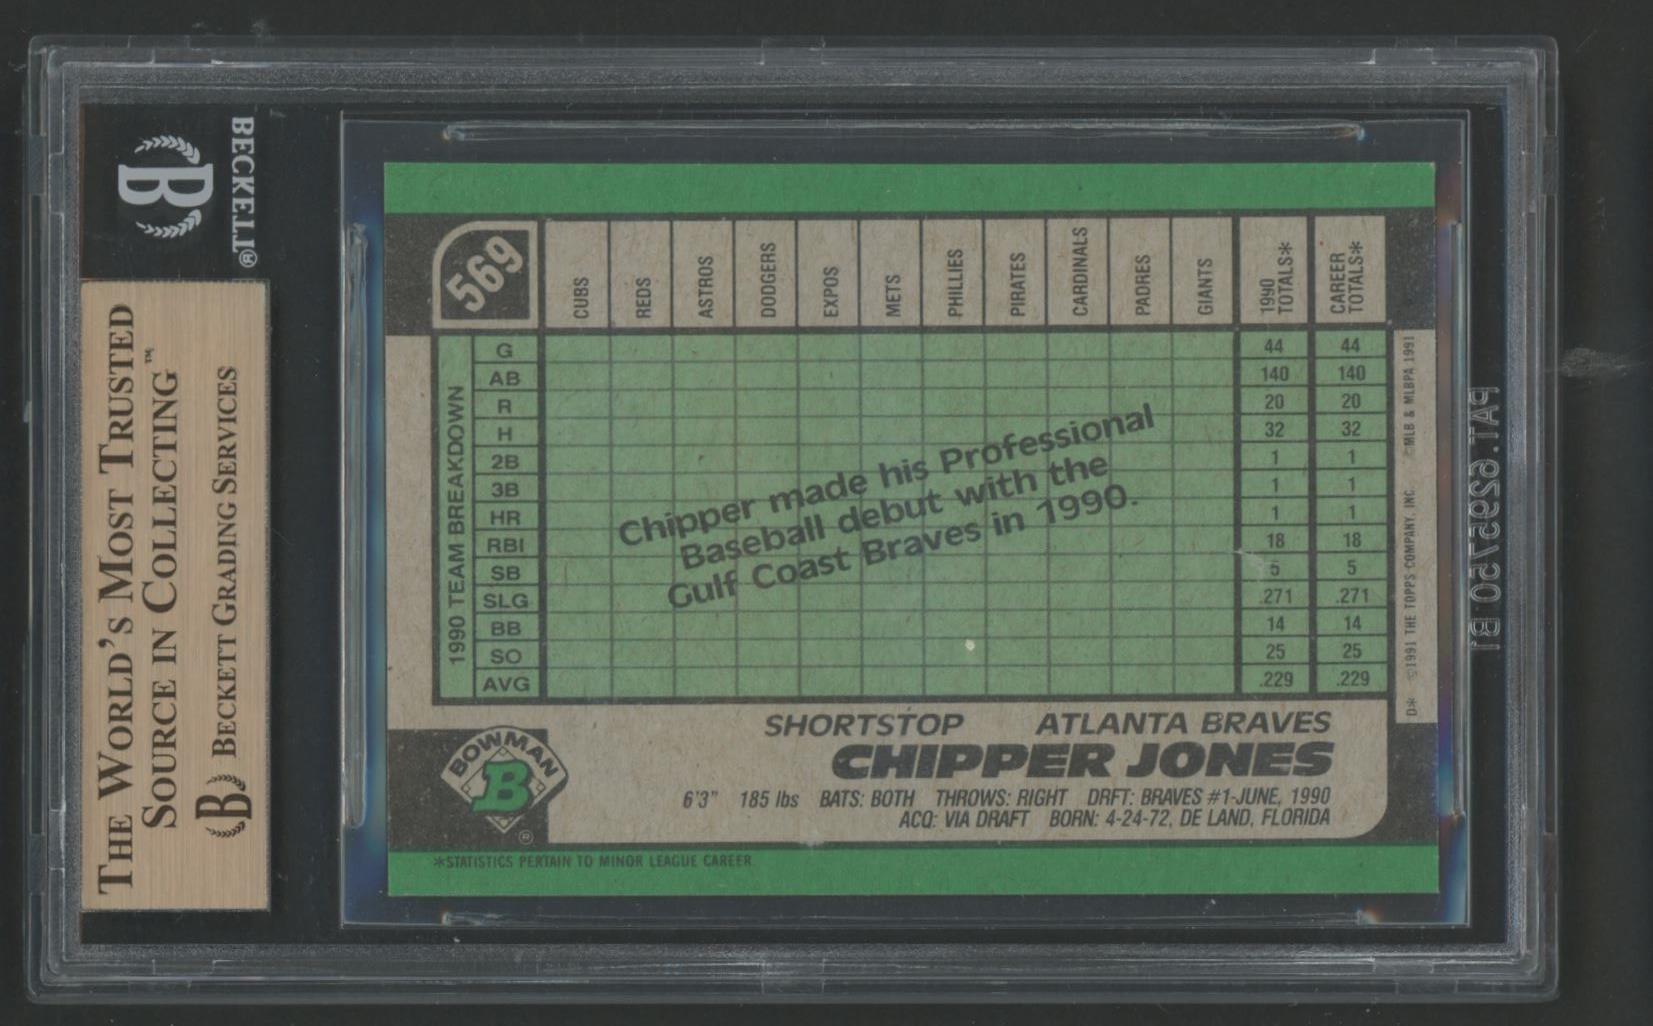 BECKETT®
B
THE WORLD'S MOST TRUSTED
SOURCE IN COLLECTING™
B BECKETT GRADING SERVICES
569
CUBS REDS ASTROS DODGERS EXPOS METS PHILLIES PIRATES CARDINALS PADRES GIANTS 1990 TOTALS* CAREER TOTALS*
1990 TEAM BREAKDOWN
G 44 44
AB 140 140
R 20 20
H 32 32
2B 1 1
3B 1 1
HR 1 1
RBI 18 18
SB 5 5
SLG .271 .271
BB 14 14
SO 25 25
AVG .229 .229
Chipper made his Professional
Baseball debut with the
Gulf Coast Braves in 1990.
D* ©1991 THE TOPPS COMPANY, INC. ©MLB & MLBPA 1991
BOWMAN
B
®
SHORTSTOP ATLANTA BRAVES
CHIPPER JONES
6'3" 185 lbs BATS: BOTH THROWS: RIGHT DRFT: BRAVES #1-JUNE, 1990
ACQ: VIA DRAFT BORN: 4-24-72, DE LAND, FLORIDA
*STATISTICS PERTAIN TO MINOR LEAGUE CAREER.
PAT. 6295750 B1